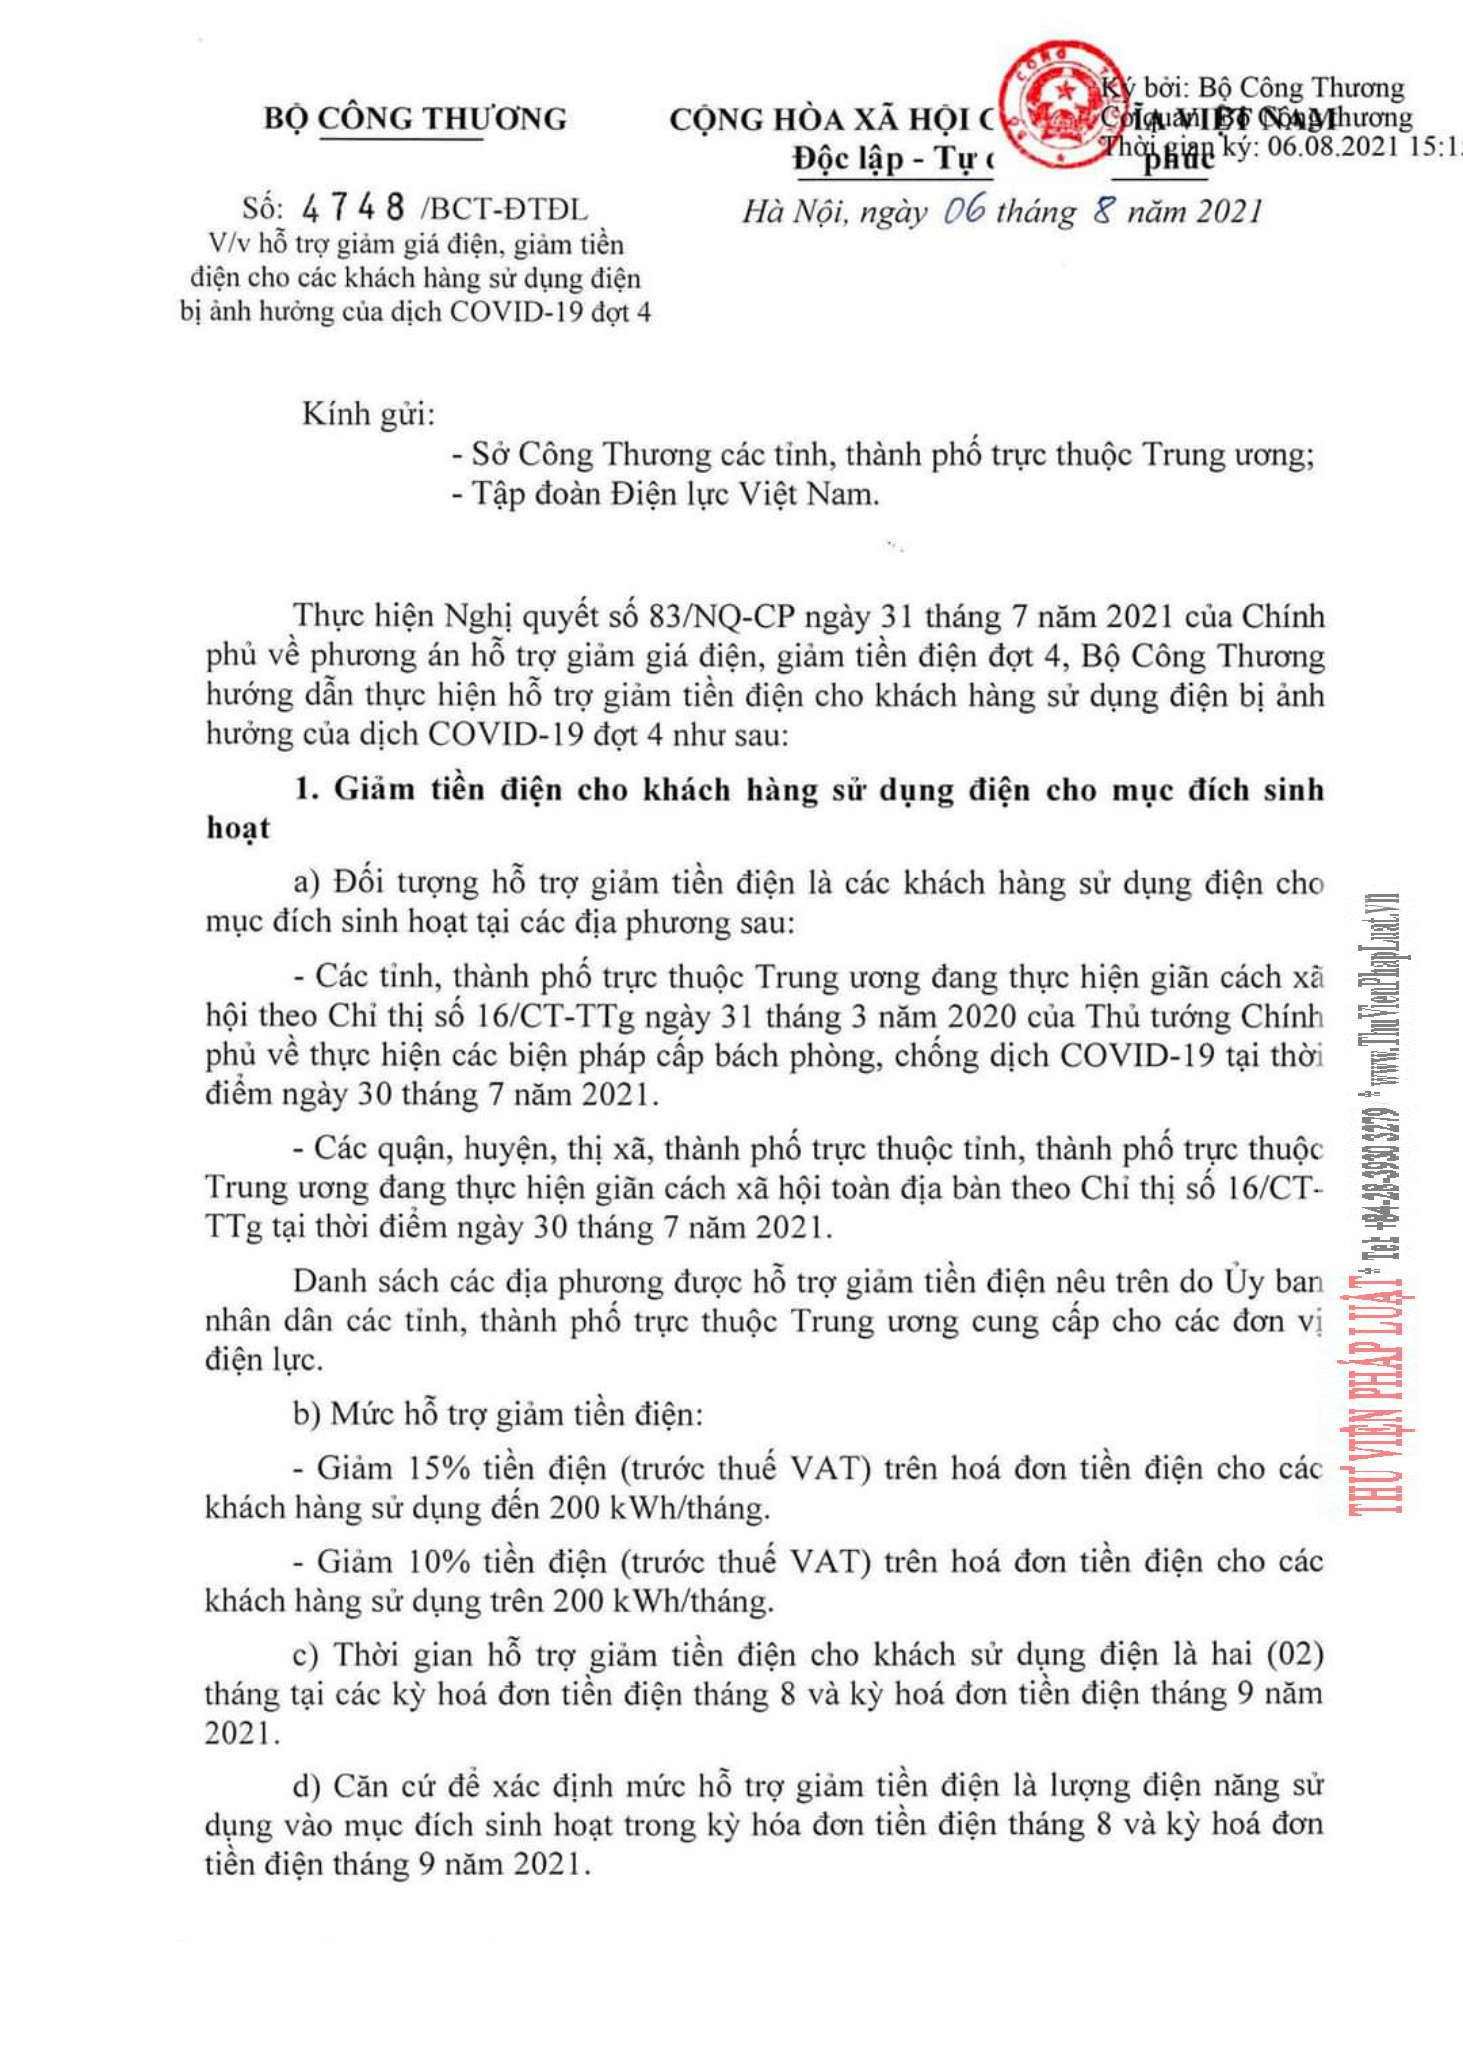 BỘ CÔNG THƯƠNG
CỘNG HÒA XÃ HỘI C
VIỆT NAM
Độc lập - Tự
phúc
Ký bởi: Bộ Công Thương
Cơ quan: Bộ Công thương
Thời gian ký: 06.08.2021 15:1
CÔNG THƯƠNG
Số: 4748 /BCT-ĐTĐL
Hà Nội, ngày 06 tháng 8 năm 2021
V/v hỗ trợ giảm giá điện, giảm tiền
điện cho các khách hàng sử dụng điện
bị ảnh hưởng của dịch COVID-19 đợt 4
Kính gửi:
- Sở Công Thương các tỉnh, thành phố trực thuộc Trung ương;
- Tập đoàn Điện lực Việt Nam.
Thực hiện Nghị quyết số 83/NQ-CP ngày 31 tháng 7 năm 2021 của Chính
phủ về phương án hỗ trợ giảm giá điện, giảm tiền điện đợt 4, Bộ Công Thương
hướng dẫn thực hiện hỗ trợ giảm tiền điện cho khách hàng sử dụng điện bị ảnh
hưởng của dịch COVID-19 đợt 4 như sau:
1. Giảm tiền điện cho khách hàng sử dụng điện cho mục đích sinh
hoạt
a) Đối tượng hỗ trợ giảm tiền điện là các khách hàng sử dụng điện cho
mục đích sinh hoạt tại các địa phương sau:
- Các tỉnh, thành phố trực thuộc Trung ương đang thực hiện giãn cách xã
hội theo Chỉ thị số 16/CT-TTg ngày 31 tháng 3 năm 2020 của Thủ tướng Chính
phủ về thực hiện các biện pháp cấp bách phòng, chống dịch COVID-19 tại thời
điểm ngày 30 tháng 7 năm 2021.
- Các quận, huyện, thị xã, thành phố trực thuộc tỉnh, thành phố trực thuộc
Trung ương đang thực hiện giãn cách xã hội toàn địa bàn theo Chỉ thị số 16/CT-
TTg tại thời điểm ngày 30 tháng 7 năm 2021.
Danh sách các địa phương được hỗ trợ giảm tiền điện nêu trên do Ủy ban
nhân dân các tỉnh, thành phố trực thuộc Trung ương cung cấp cho các đơn vị
điện lực.
b) Mức hỗ trợ giảm tiền điện:
- Giảm 15% tiền điện (trước thuế VAT) trên hoá đơn tiền điện cho các
khách hàng sử dụng đến 200 kWh/tháng.
- Giảm 10% tiền điện (trước thuế VAT) trên hoá đơn tiền điện cho các
khách hàng sử dụng trên 200 kWh/tháng.
c) Thời gian hỗ trợ giảm tiền điện cho khách sử dụng điện là hai (02)
tháng tại các kỳ hoá đơn tiền điện tháng 8 và kỳ hoá đơn tiền điện tháng 9 năm
2021.
d) Căn cứ để xác định mức hỗ trợ giảm tiền điện là lượng điện năng sử
dụng vào mục đích sinh hoạt trong kỳ hóa đơn tiền điện tháng 8 và kỳ hoá đơn
tiền điện tháng 9 năm 2021.
THƯ VIỆN PHÁP LUẬT * Tel: +84-28-3930 3279 * www.ThuVienPhapLuat.vn